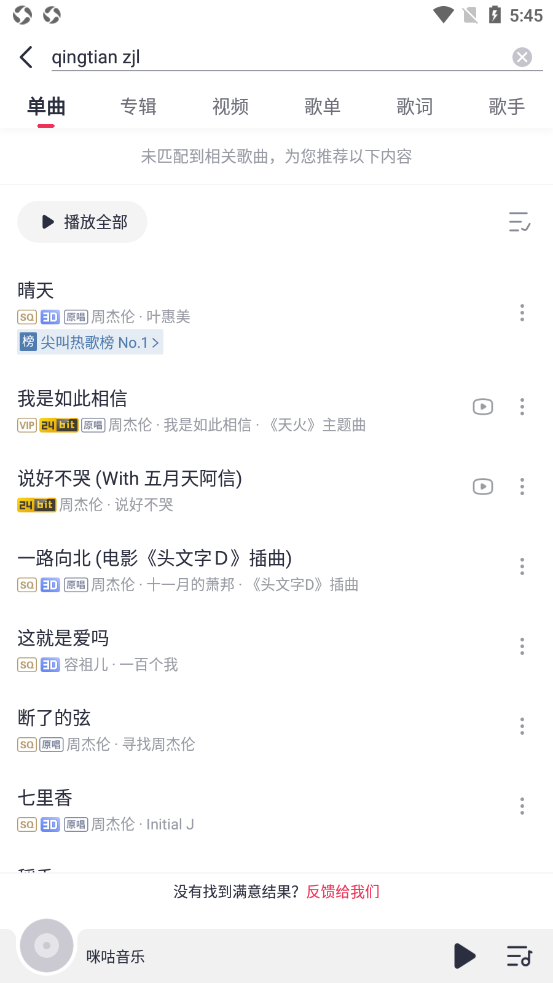 5:45
qingtian zjl
单曲 专辑 视频 歌单 歌词 歌手
未匹配到相关歌曲，为您推荐以下内容
播放全部
晴天
SQ 3D 原唱 周杰伦 · 叶惠美
榜 尖叫热歌榜 No.1 >
我是如此相信
VIP 24bit 原唱 周杰伦 · 我是如此相信 · 《天火》主题曲
说好不哭 (With 五月天阿信)
24bit 周杰伦 · 说好不哭
一路向北 (电影《头文字Ｄ》插曲)
SQ 3D 原唱 周杰伦 · 十一月的萧邦 · 《头文字D》插曲
这就是爱吗
SQ 3D 容祖儿 · 一百个我
断了的弦
SQ 原唱 周杰伦 · 寻找周杰伦
七里香
SQ 3D 原唱 周杰伦 · Initial J
没有找到满意结果？ 反馈给我们
咪咕音乐